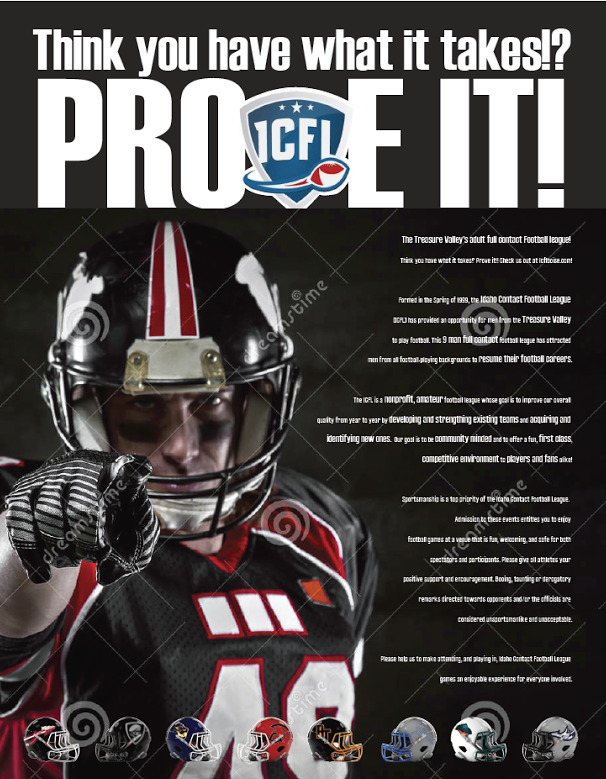 Think you have what it takes!?
PROVE IT!
ICFL
The Treasure Valley's adult full contact Football league!
Think you have what it takes? Prove it! Check us out at icflboise.com!
Formed in the Spring of 1999, the Idaho Contact Football League
(ICFL) has provided an opportunity for men from the Treasure Valley
to play football. This 9 man full contact football league has attracted
men from all football-playing backgrounds to resume their football careers.
The ICFL is a nonprofit, amateur football league whose goal is to improve our overall
quality from year to year by developing and strengthing existing teams and acquiring and
identifying new ones. Our goal is to be community minded and to offer a fun, first class,
competitive environment to players and fans alike!
Sportsmanship is a top priority of the Idaho Contact Football League.
Admission to these events entitles you to enjoy
football games at a venue that is fun, welcoming, and safe for both
spectators and participants. Please give all athletes your
positive support and encouragement. Booing, taunting or derogatory
remarks directed towards opponents and/or the officials are
considered unsportsmanlike and unacceptable.
Please help us to make attending, and playing in, Idaho Contact Football League
games an enjoyable experience for everyone involved.
dreamstime
dreamstime
dreamstime
dreamstime